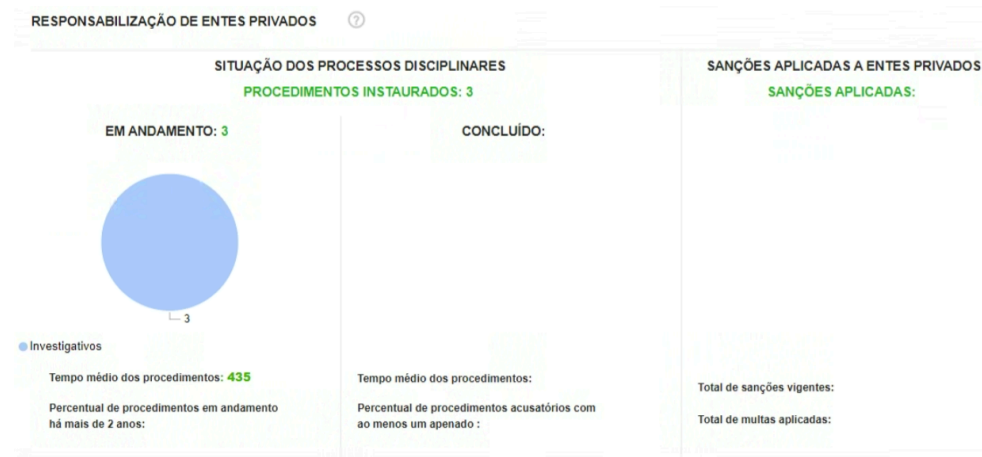 RESPONSABILIZAÇÃO DE ENTES PRIVADOS ?
SITUAÇÃO DOS PROCESSOS DISCIPLINARES
PROCEDIMENTOS INSTAURADOS: 3
EM ANDAMENTO: 3
3
Investigativos
Tempo médio dos procedimentos: 435
Percentual de procedimentos em andamento
há mais de 2 anos:
CONCLUÍDO:
Tempo médio dos procedimentos:
Percentual de procedimentos acusatórios com
ao menos um apenado :
SANÇÕES APLICADAS A ENTES PRIVADOS
SANÇÕES APLICADAS:
Total de sanções vigentes:
Total de multas aplicadas: